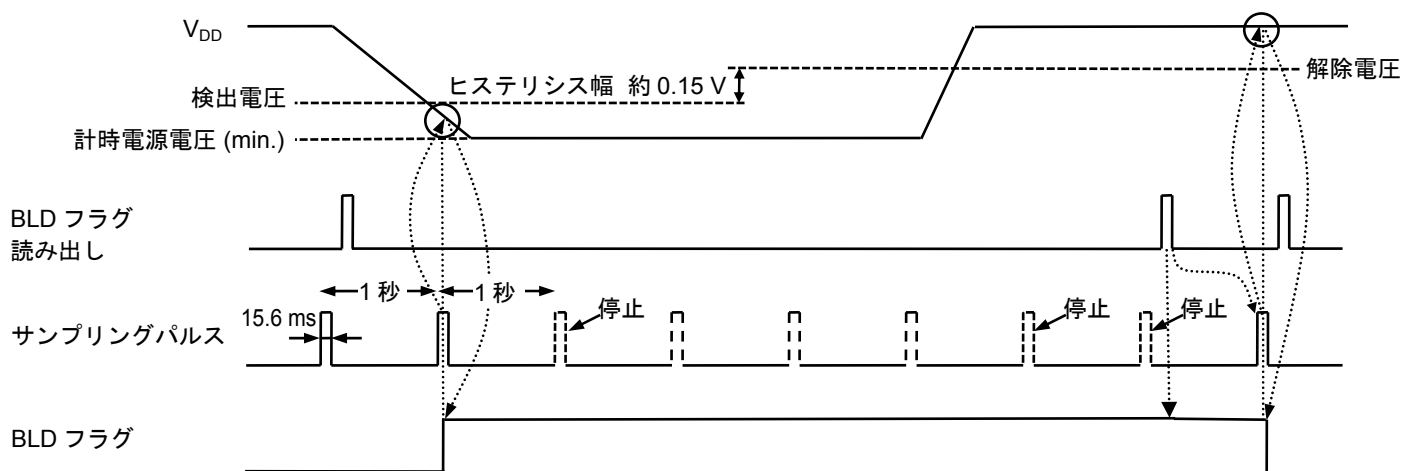 V_DD
検出電圧
ヒステリシス幅 約 0.15 V
解除電圧
計時電源電圧 (min.)
BLD フラグ
読み出し
1 秒
1 秒
15.6 ms
停止
停止
停止
サンプリングパルス
BLD フラグ